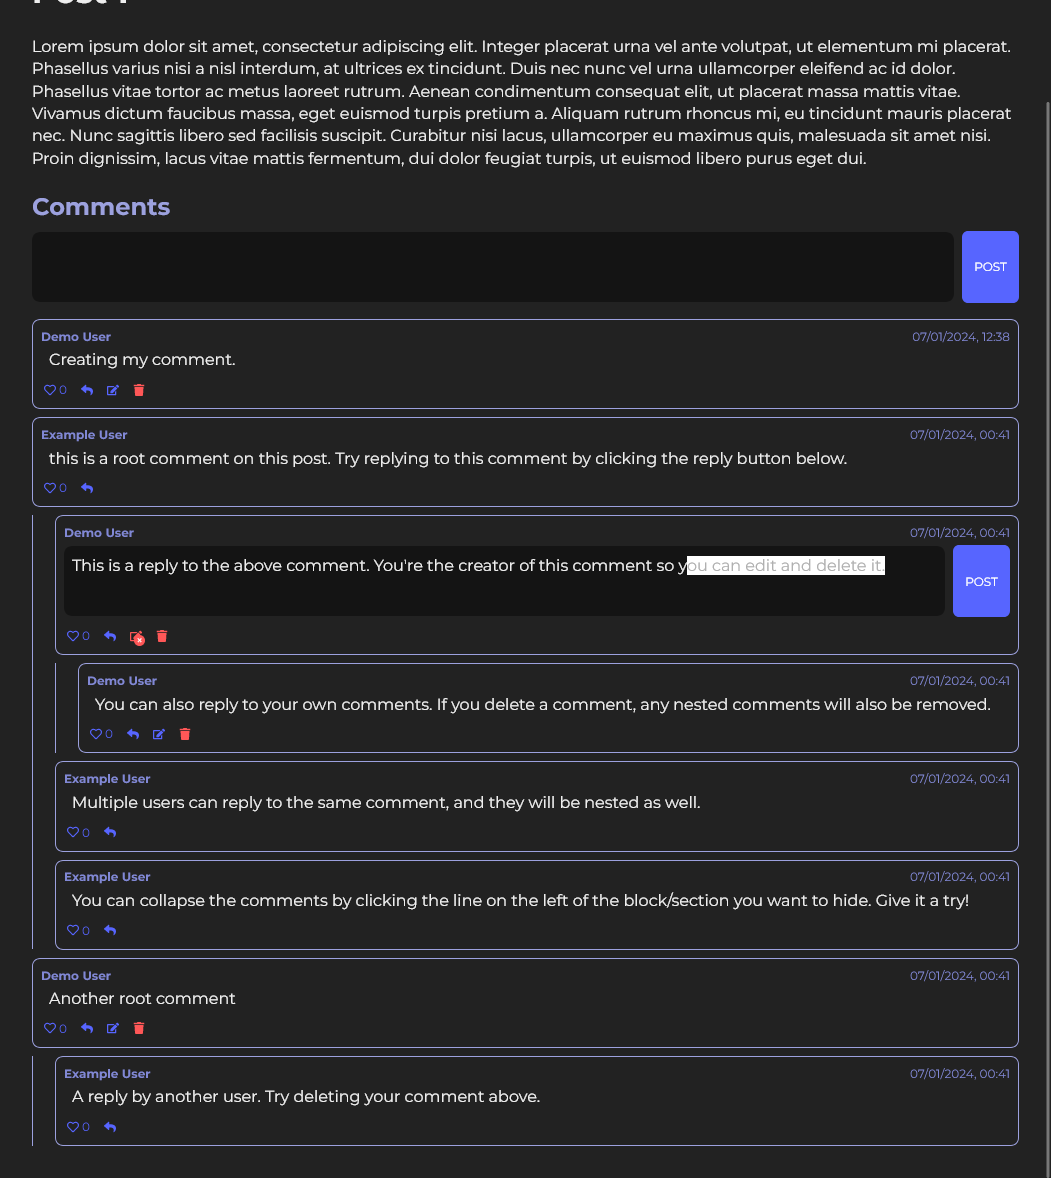 Post 1
Lorem ipsum dolor sit amet, consectetur adipiscing elit. Integer placerat urna vel ante volutpat, ut elementum mi placerat.
Phasellus varius nisi a nisl interdum, at ultrices ex tincidunt. Duis nec nunc vel urna ullamcorper eleifend ac id dolor.
Phasellus vitae tortor ac metus laoreet rutrum. Aenean condimentum consequat elit, ut placerat massa mattis vitae.
Vivamus dictum faucibus massa, eget euismod turpis pretium a. Aliquam rutrum rhoncus mi, eu tincidunt mauris placerat
nec. Nunc sagittis libero sed facilisis suscipit. Curabitur nisi lacus, ullamcorper eu maximus quis, malesuada sit amet nisi.
Proin dignissim, lacus vitae mattis fermentum, dui dolor feugiat turpis, ut euismod libero purus eget dui.
Comments
POST
Demo User 07/01/2024, 12:38
Creating my comment.
0
Example User 07/01/2024, 00:41
this is a root comment on this post. Try replying to this comment by clicking the reply button below.
0
Demo User 07/01/2024, 00:41
This is a reply to the above comment. You're the creator of this comment so you can edit and delete it.
POST
0
Demo User 07/01/2024, 00:41
You can also reply to your own comments. If you delete a comment, any nested comments will also be removed.
0
Example User 07/01/2024, 00:41
Multiple users can reply to the same comment, and they will be nested as well.
0
Example User 07/01/2024, 00:41
You can collapse the comments by clicking the line on the left of the block/section you want to hide. Give it a try!
0
Demo User 07/01/2024, 00:41
Another root comment
0
Example User 07/01/2024, 00:41
A reply by another user. Try deleting your comment above.
0